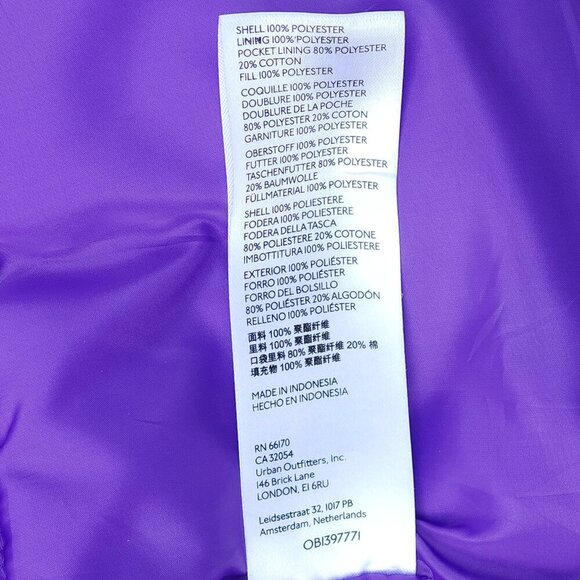 SHELL 100% POLYESTER
LINING 100% POLYESTER
POCKET LINING 80% POLYESTER
20% COTTON
FILL 100% POLYESTER
COQUILLE 100% POLYESTER
DOUBLURE 100% POLYESTER
DOUBLURE DE LA POCHE
80% POLYESTER 20% COTON
GARNITURE 100% POLYESTER
OBERSTOFF 100% POLYESTER
FUTTER 100% POLYESTER
TASCHENFUTTER 80% POLYESTER
20% BAUMWOLLE
FÜLLMATERIAL 100% POLYESTER
SHELL 100% POLIESTERE
FODERA 100% POLIESTERE
FODERA DELLA TASCA
80% POLIESTERE 20% COTONE
IMBOTTITURA 100% POLIESTERE
EXTERIOR 100% POLIÉSTER
FORRO 100% POLIÉSTER
FORRO DEL BOLSILLO
80% POLIÉSTER 20% ALGODÓN
RELLENO 100% POLIÉSTER
面料 100% 聚酯纤维
里料 100% 聚酯纤维
口袋里料 80% 聚酯纤维 20% 棉
填充物 100% 聚酯纤维
MADE IN INDONESIA
HECHO EN INDONESIA
RN 66170
CA 32054
Urban Outfitters, Inc.
146 Brick Lane
LONDON, E1 6RU
Leidsestraat 32, 1017 PB
Amsterdam, Netherlands
OB1397771